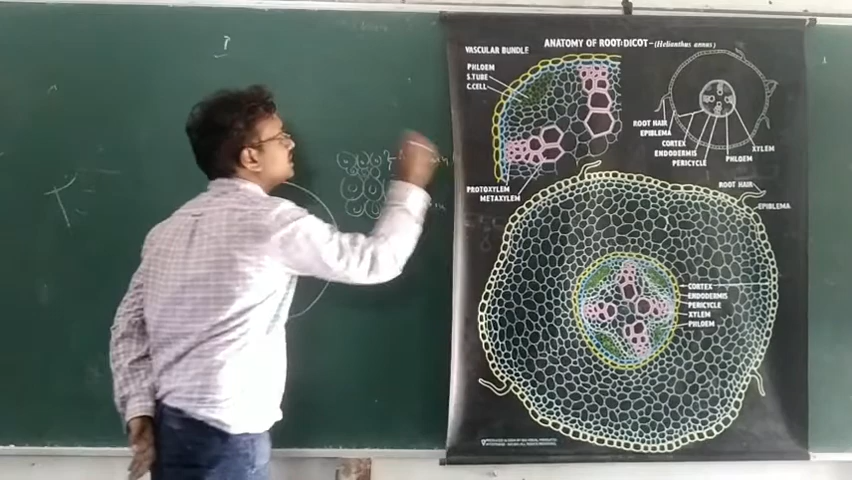 ANATOMY OF ROOT:DICOT-(Helianthus annus)
VASCULAR BUNDLE
PHLOEM
S.TUBE
C.CELL
PROTOXYLEM
METAXYLEM
ROOT HAIR
EPIBLEMA
CORTEX
ENDODERMIS
PERICYCLE
PHLOEM
XYLEM
ROOT HAIR
EPIBLEMA
CORTEX
ENDODERMIS
PERICYCLE
XYLEM
PHLOEM